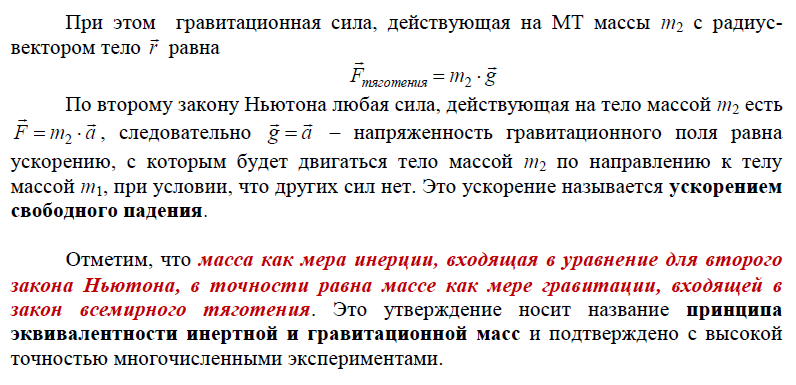 При этом гравитационная сила, действующая на МТ массы m₂ с радиус-
вектором тело r⃗ равна
F⃗тяготения = m₂ · g⃗
По второму закону Ньютона любая сила, действующая на тело массой m₂ есть
F⃗ = m₂ · a⃗ , следовательно g⃗ = a⃗ – напряженность гравитационного поля равна
ускорению, с которым будет двигаться тело массой m₂ по направлению к телу
массой m₁, при условии, что других сил нет. Это ускорение называется ускорением
свободного падения.
Отметим, что масса как мера инерции, входящая в уравнение для второго
закона Ньютона, в точности равна массе как мере гравитации, входящей в
закон всемирного тяготения. Это утверждение носит название принципа
эквивалентности инертной и гравитационной масс и подтверждено с высокой
точностью многочисленными экспериментами.